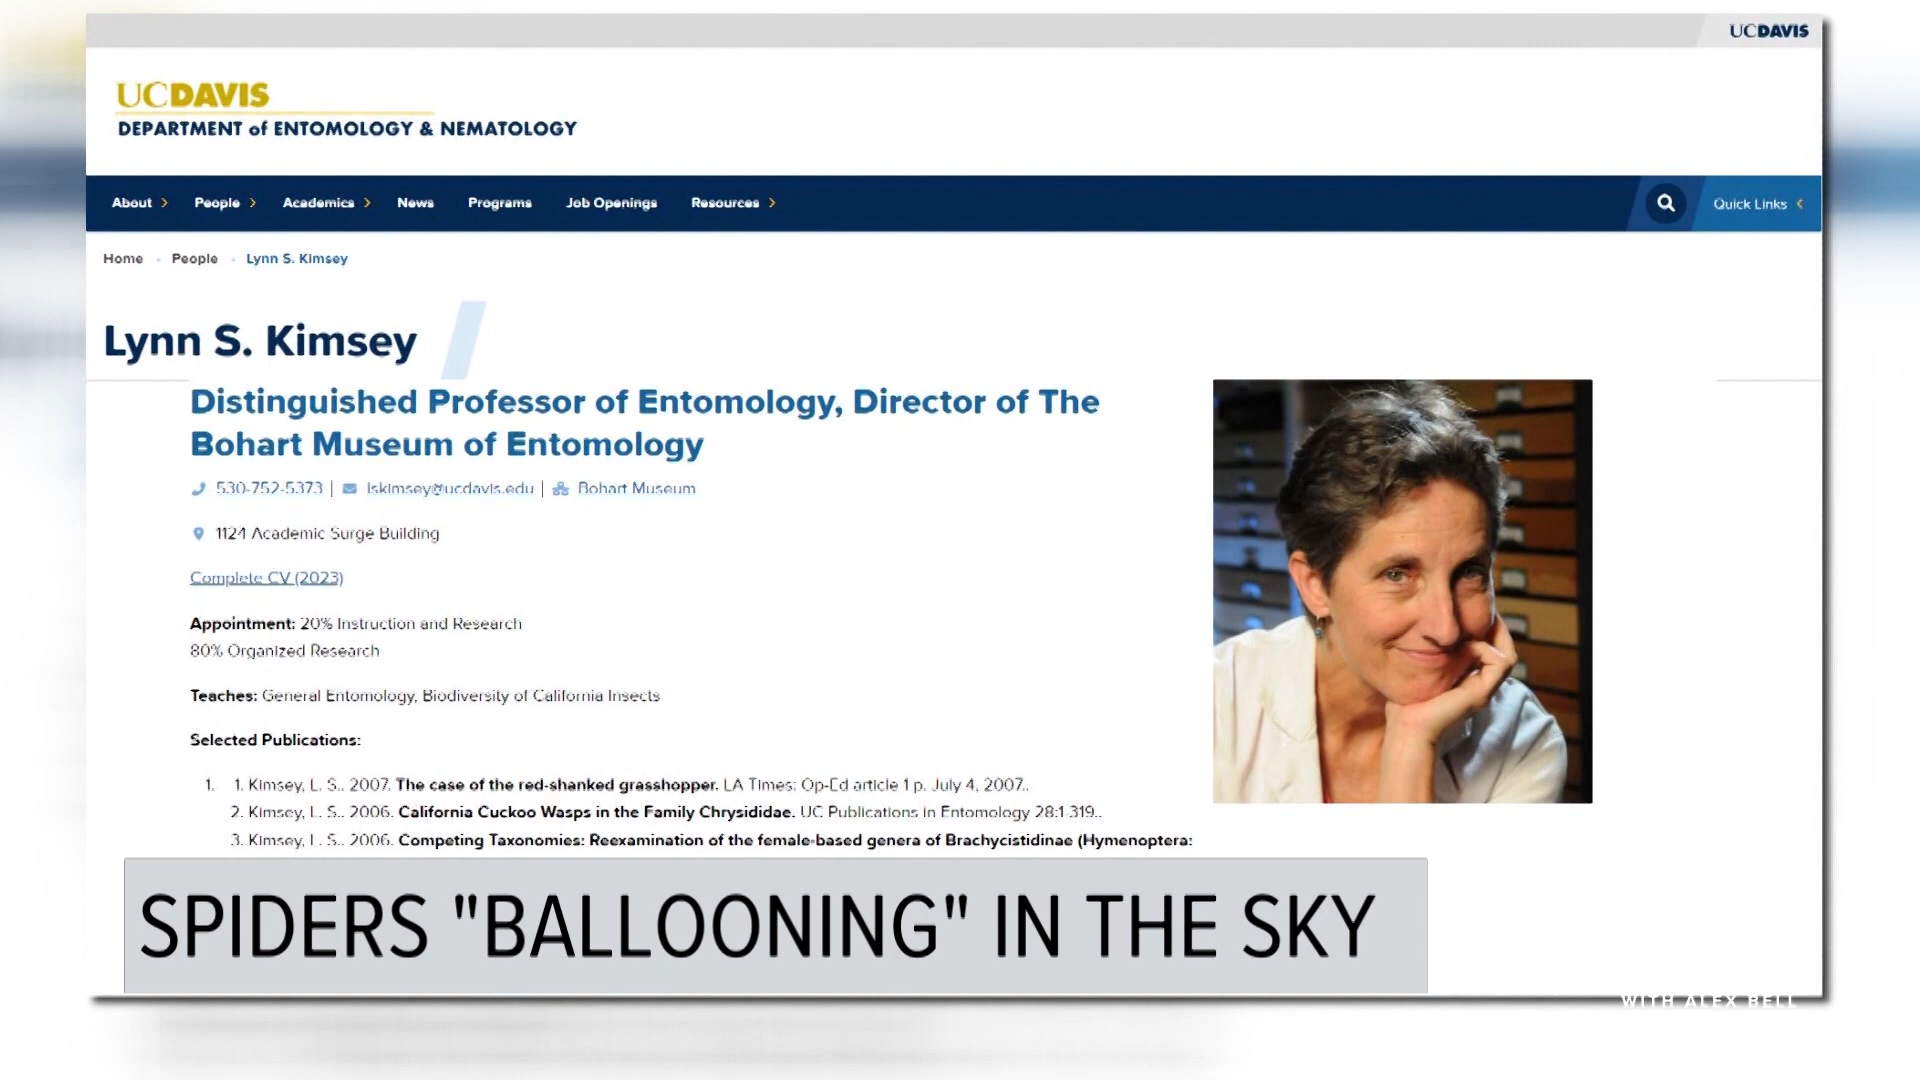 UCDAVIS
UCDAVIS
DEPARTMENT of ENTOMOLOGY & NEMATOLOGY
About People Academics News Programs Job Openings Resources Quick Links
Home People Lynn S. Kimsey
Lynn S. Kimsey
Distinguished Professor of Entomology, Director of The
Bohart Museum of Entomology
530-752-5373 | lskimsey@ucdavis.edu | Bohart Museum
1124 Academic Surge Building
Complete CV (2023)
Appointment: 20% Instruction and Research
80% Organized Research
Teaches: General Entomology, Biodiversity of California Insects
Selected Publications:
1. 1. Kimsey, L. S.. 2007. The case of the red-shanked grasshopper. LA Times: Op-Ed article 1 p. July 4, 2007..
2. Kimsey, L. S.. 2006. California Cuckoo Wasps in the Family Chrysididae. UC Publications in Entomology 28:1-319..
3. Kimsey, L. S.. 2006. Competing Taxonomies: Reexamination of the female-based genera of Brachycistidinae (Hymenoptera:
SPIDERS "BALLOONING" IN THE SKY
WITH ALEX BELL